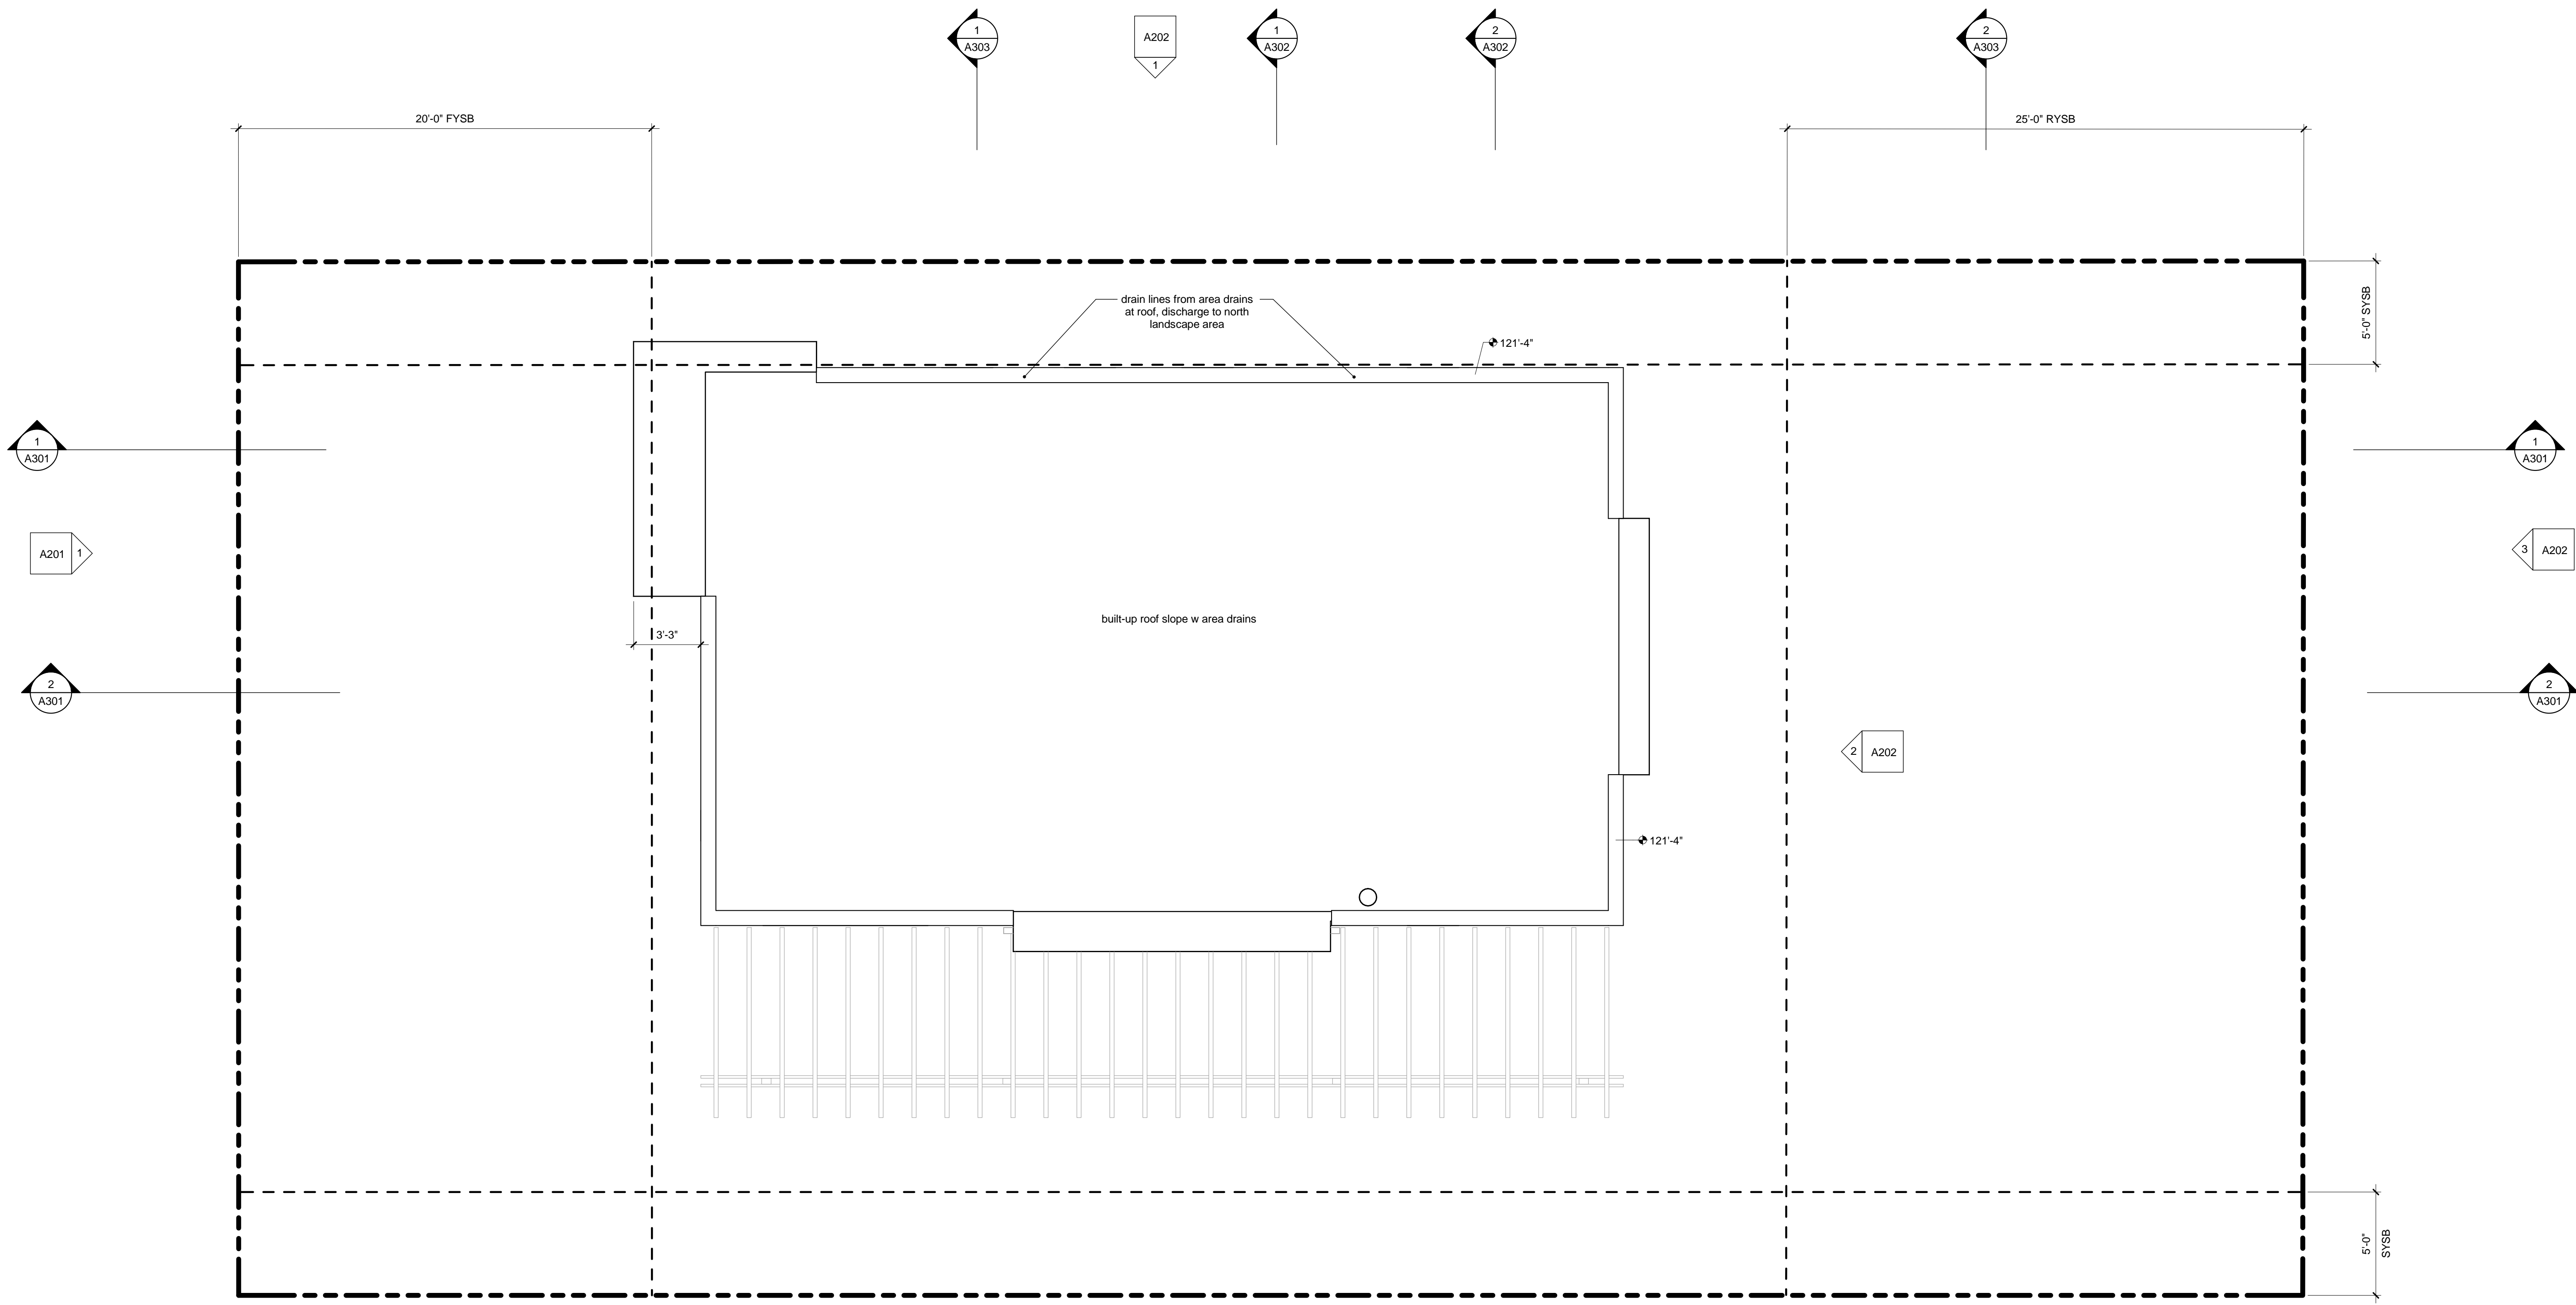 1
A303
A202
1
1
A302
2
A302
2
A303
20'-0" FYSB
25'-0" RYSB
5'-0" SYSB
drain lines from area drains
at roof, discharge to north
landscape area
121'-4"
1
A301
1
A301
A201
1
3
A202
built-up roof slope w area drains
3'-3"
2
A301
2
A301
2
A202
121'-4"
5'-0"
SYSB